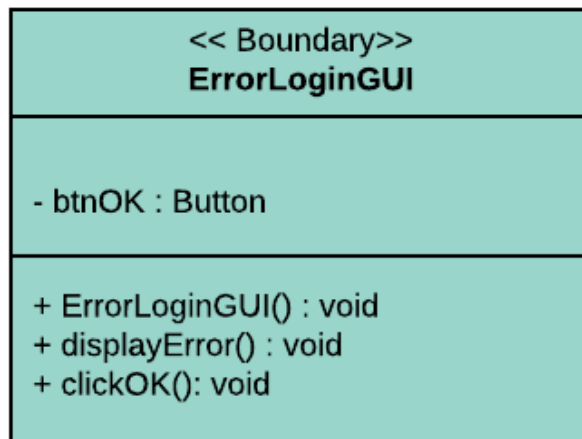 << Boundary>>
ErrorLoginGUI
- btnOK : Button
+ ErrorLoginGUI() : void
+ displayError() : void
+ clickOK(): void